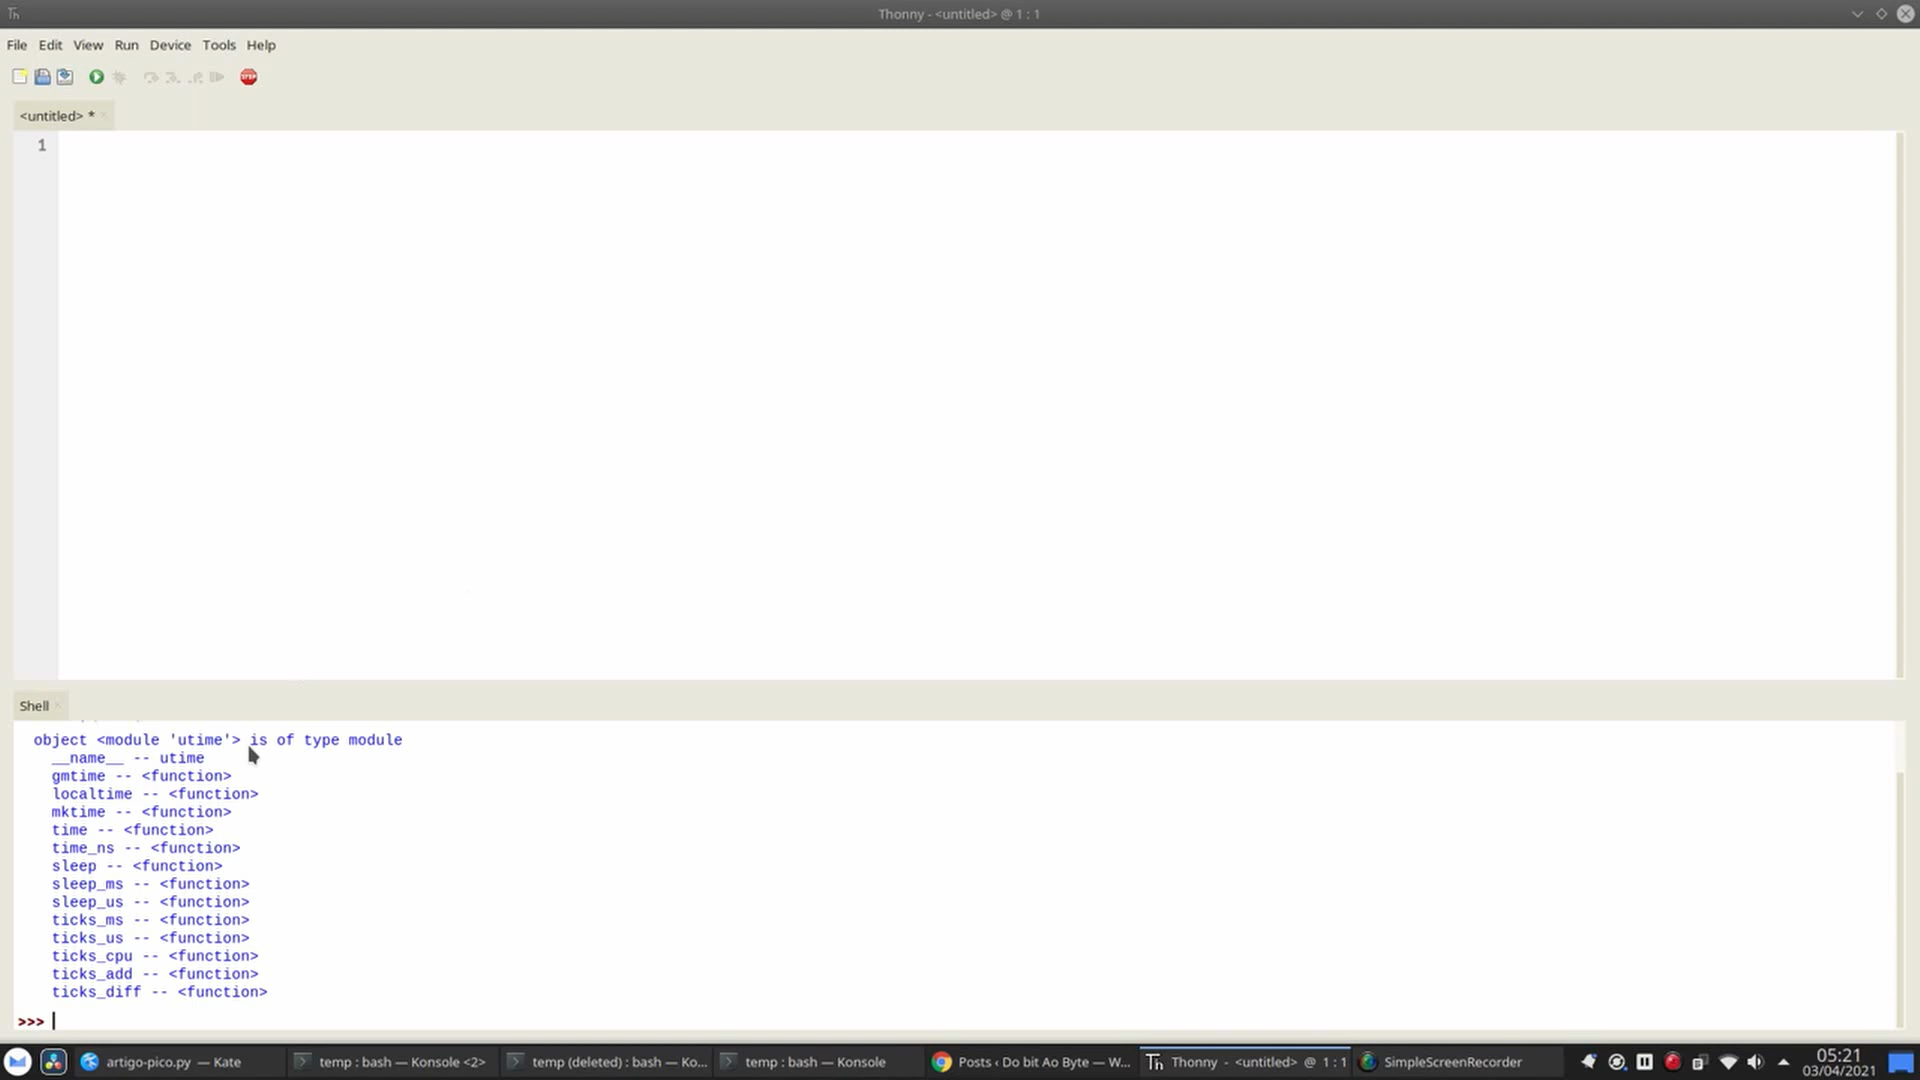 Thonny - <untitled> @ 1 : 1
File Edit View Run Device Tools Help
<untitled> *
1
Shell
object <module 'utime'> is of type module
__name__ -- utime
gmtime -- <function>
localtime -- <function>
mktime -- <function>
time -- <function>
time_ns -- <function>
sleep -- <function>
sleep_ms -- <function>
sleep_us -- <function>
ticks_ms -- <function>
ticks_us -- <function>
ticks_cpu -- <function>
ticks_add -- <function>
ticks_diff -- <function>
>>>
artigo-pico.py — Kate temp : bash — Konsole <2> temp (deleted) : bash — Ko... temp : bash — Konsole Posts ‹ Do bit Ao Byte — W... Thonny - <untitled> @ 1 : 1 SimpleScreenRecorder 05:21
03/04/2021